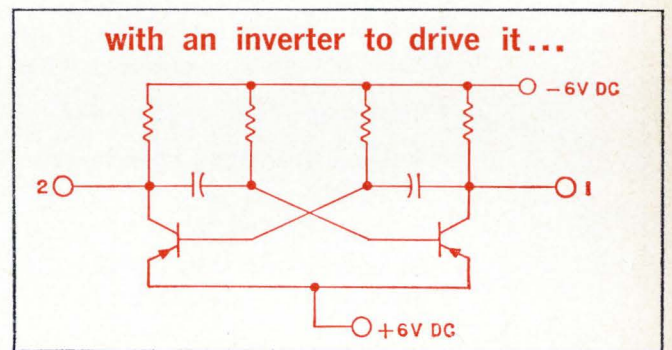 with an inverter to drive it...
-6V DC
2
1
+6V DC